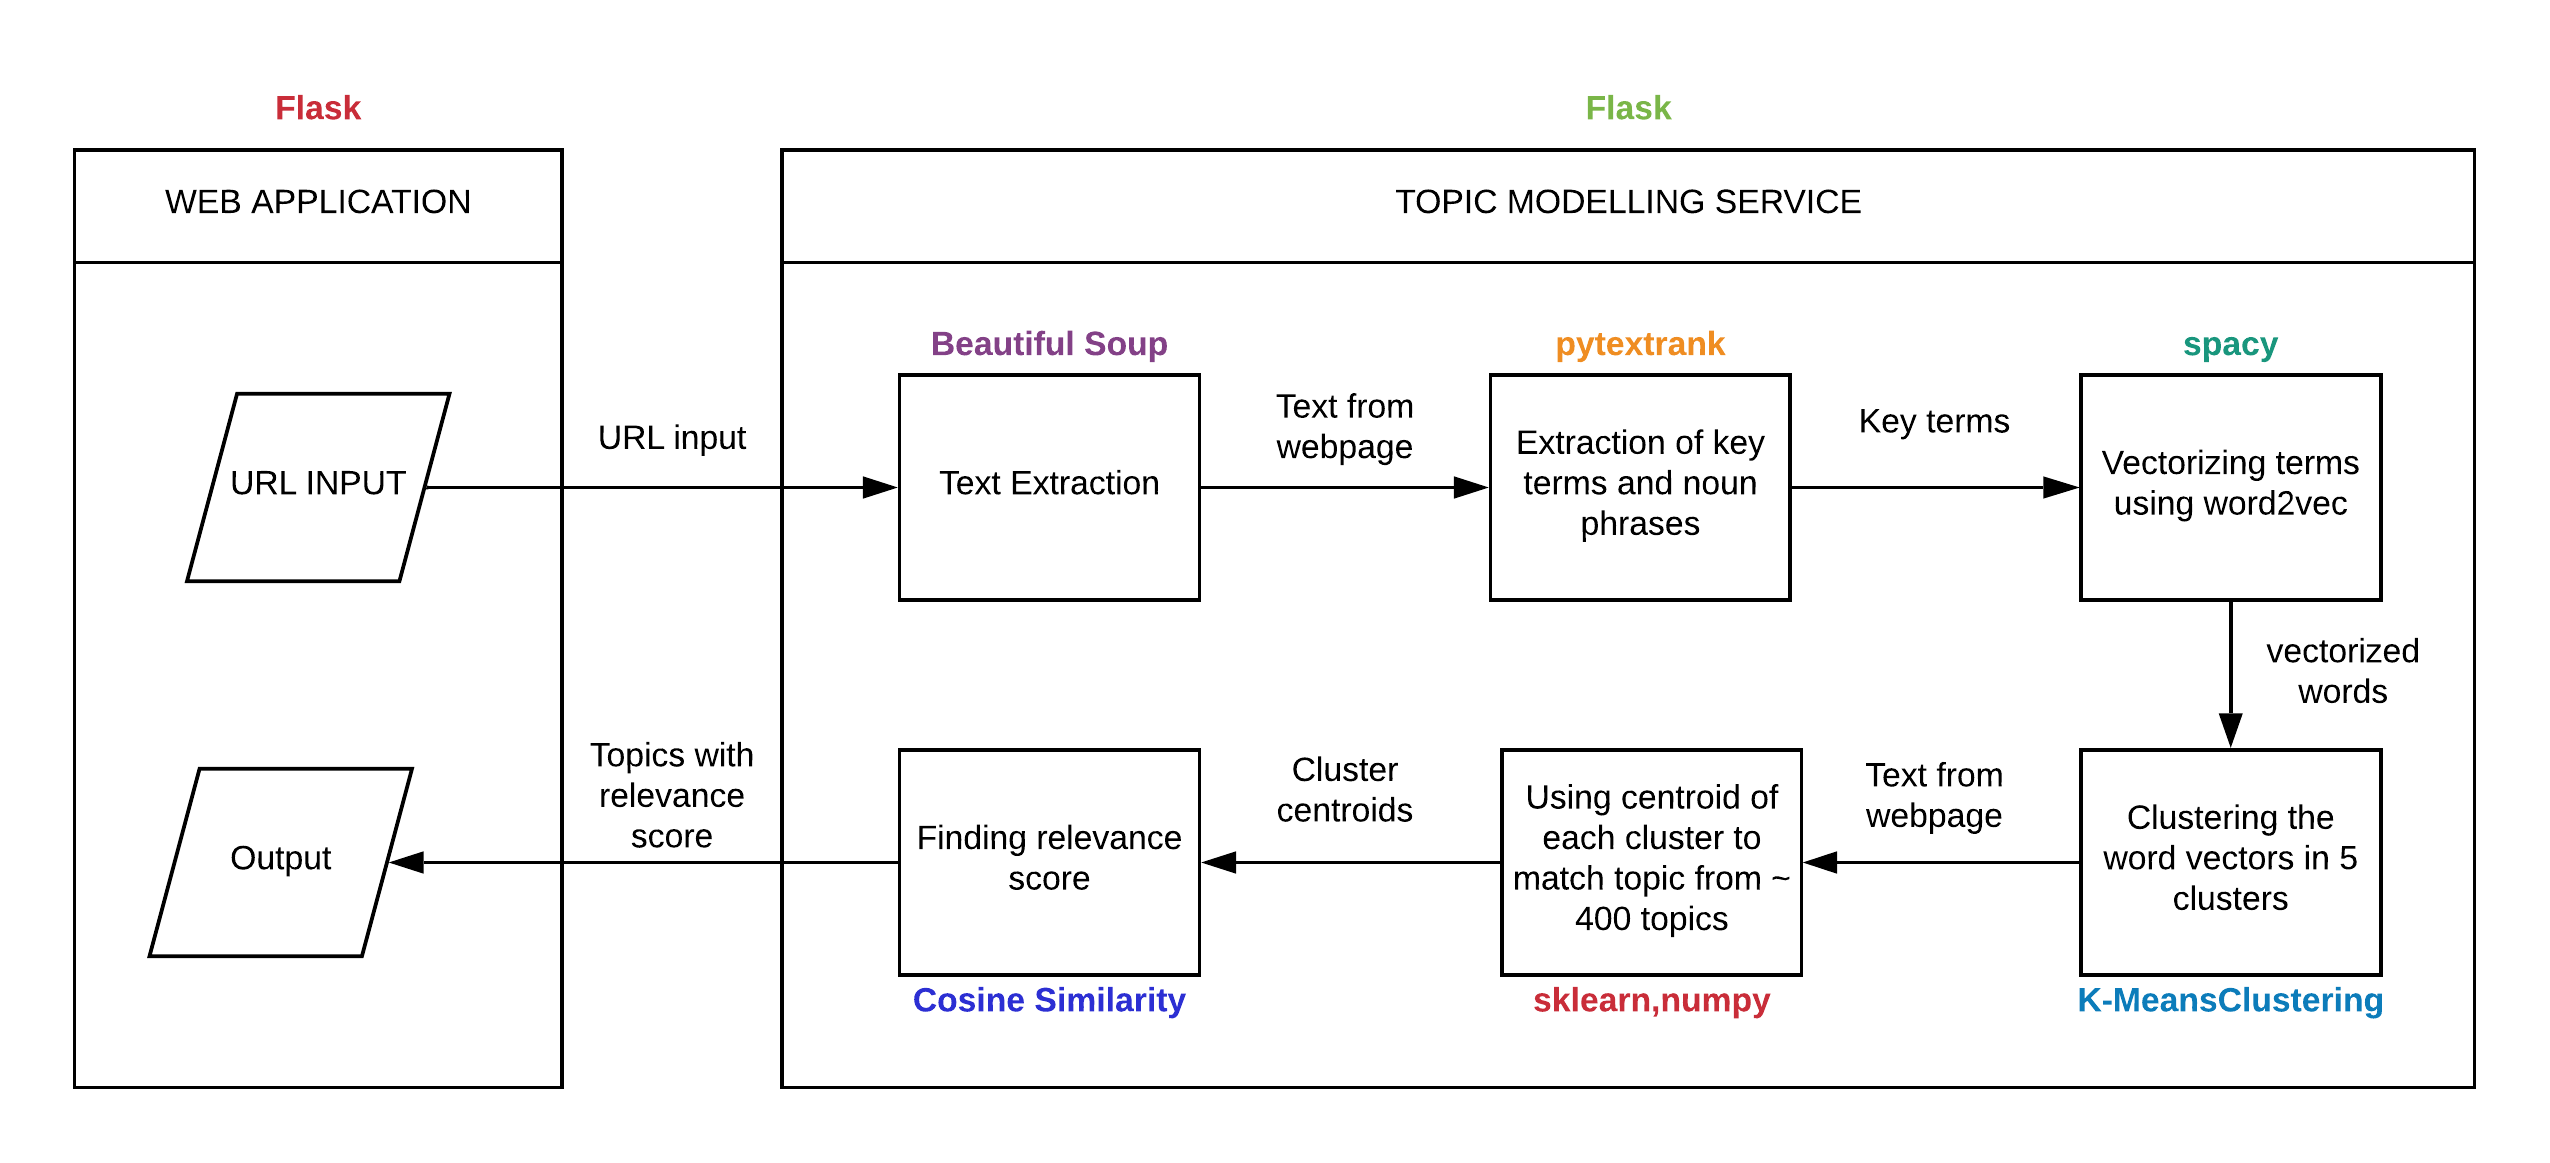 Flask
Flask
WEB APPLICATION
TOPIC MODELLING SERVICE
Beautiful Soup
pytextrank
spacy
URL INPUT
URL input
Text Extraction
Text from
webpage
Extraction of key
terms and noun
phrases
Key terms
Vectorizing terms
using word2vec
vectorized
words
Output
Topics with
relevance
score
Finding relevance
score
Cluster
centroids
Using centroid of
each cluster to
match topic from ~
400 topics
Text from
webpage
Clustering the
word vectors in 5
clusters
Cosine Similarity
sklearn,numpy
K-MeansClustering